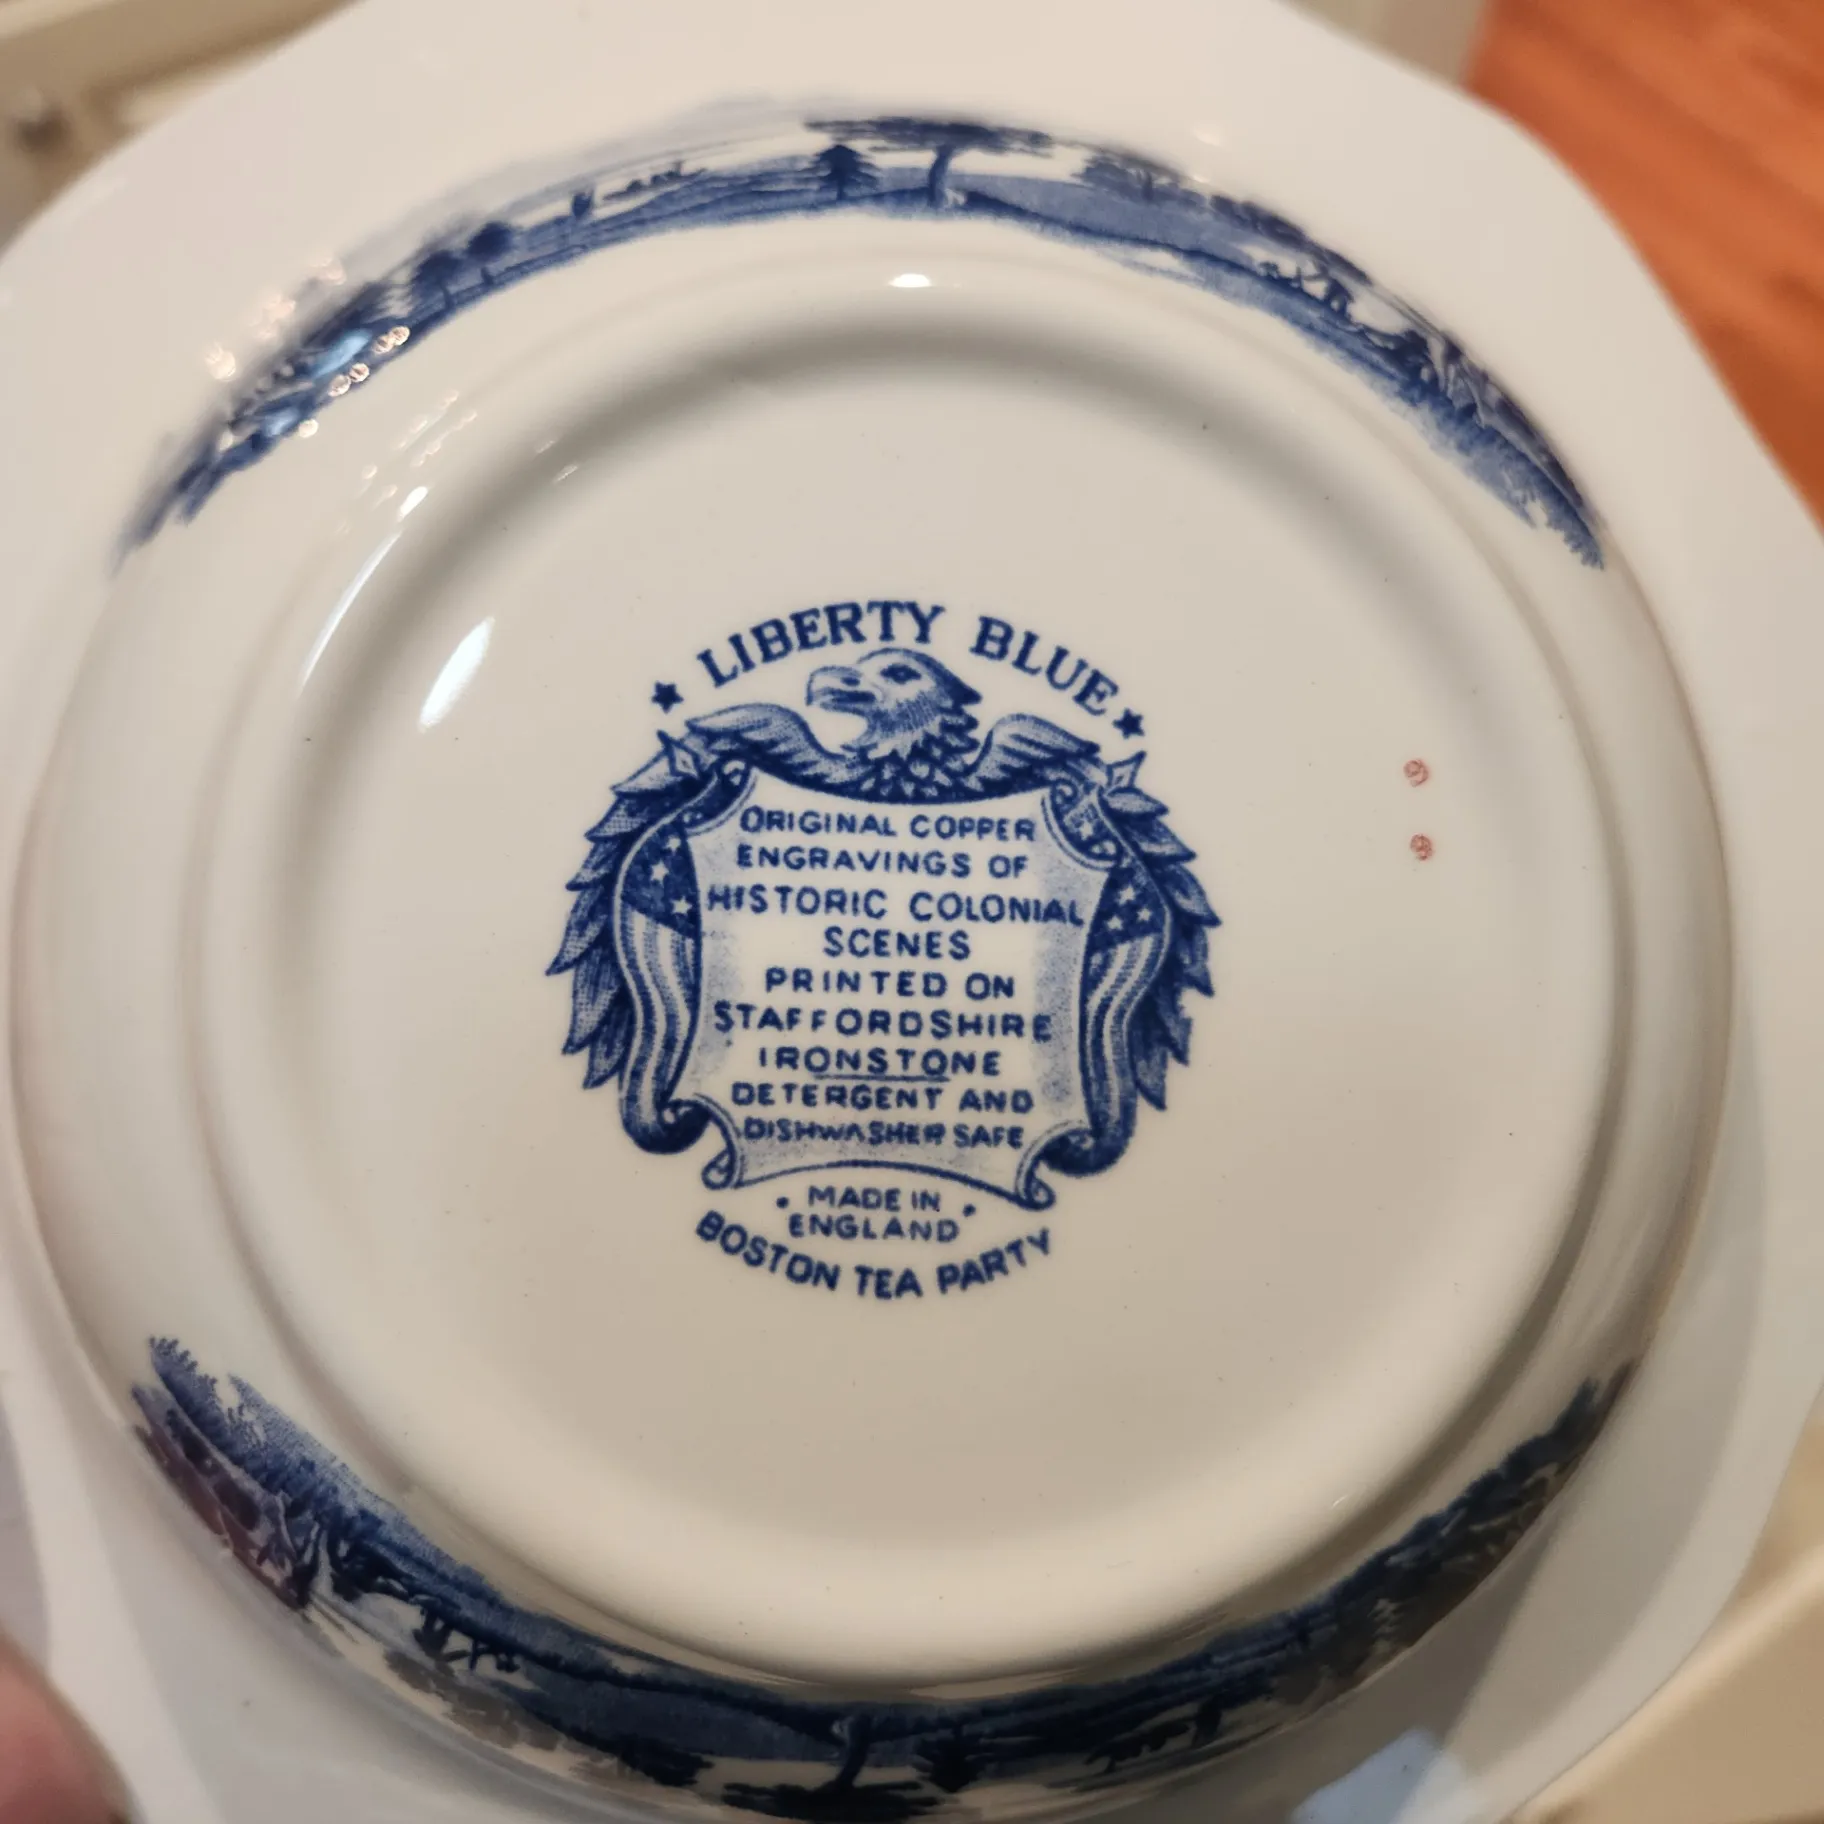 LIBERTY BLUE
ORIGINAL COPPER
ENGRAVINGS OF
HISTORIC COLONIAL
SCENES
PRINTED ON
STAFFORDSHIRE
IRONSTONE
DETERGENT AND
DISHWASHER SAFE
MADE IN
ENGLAND
BOSTON TEA PARTY